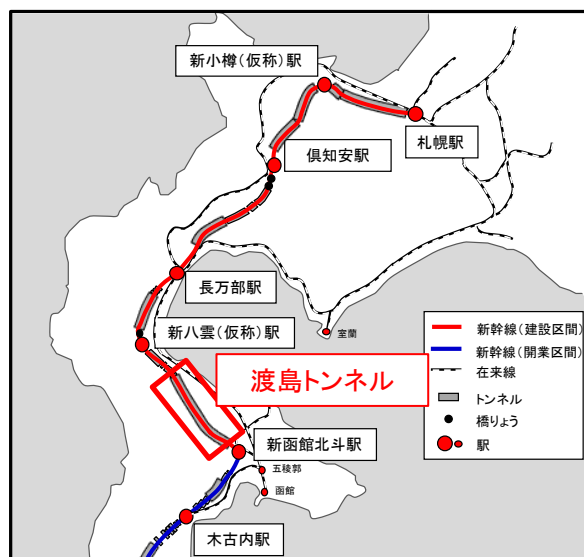 新小樽(仮称)駅
札幌駅
倶知安駅
長万部駅
新八雲(仮称)駅
室蘭
渡島トンネル
新函館北斗駅
五稜郭
函館
木古内駅
新幹線(建設区間)
新幹線(開業区間)
在来線
トンネル
橋りょう
駅